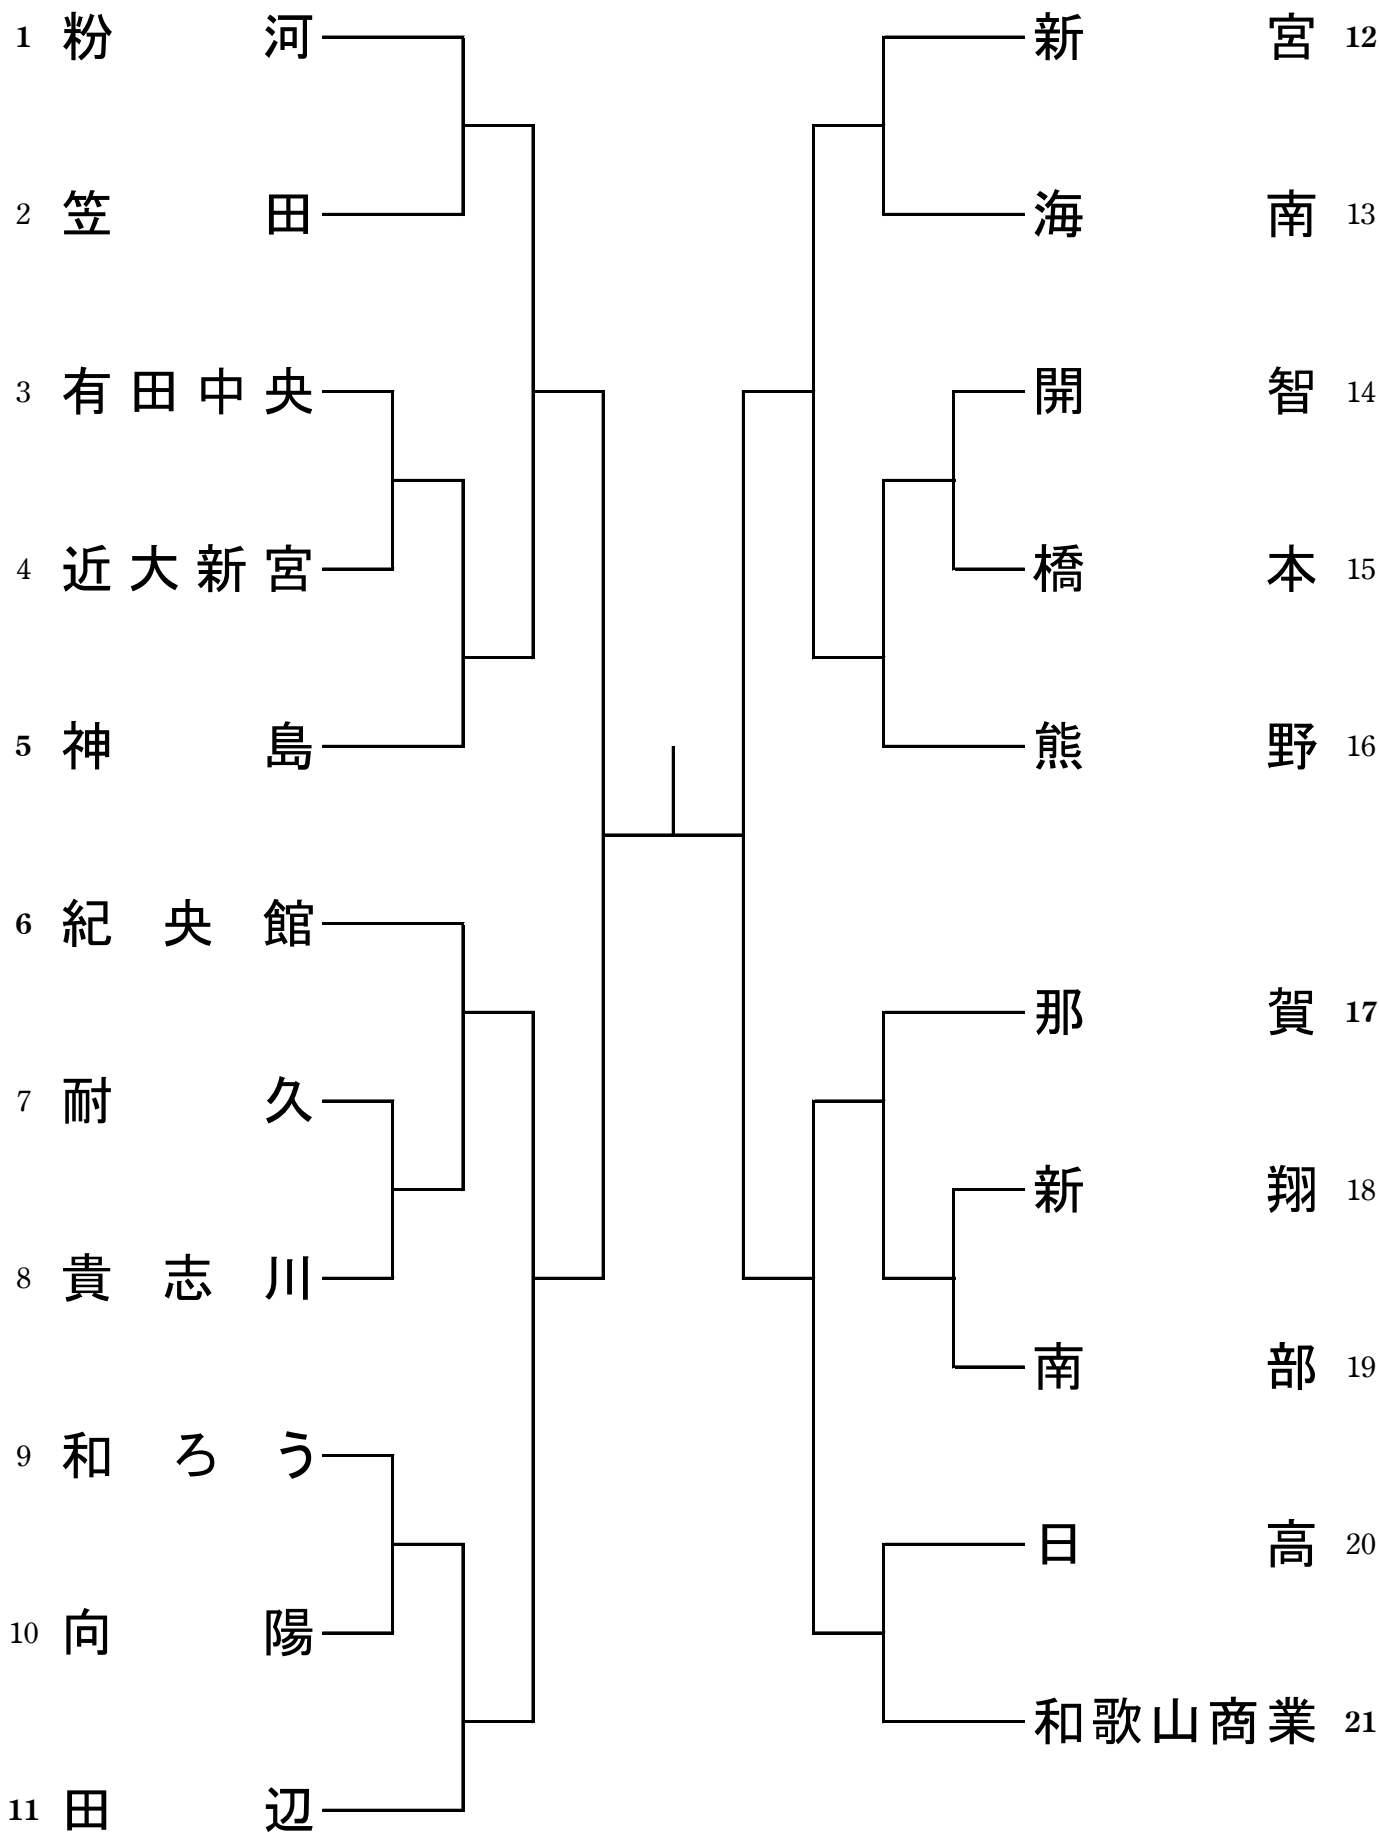 1 粉河
2 笠田
3 有田中央
4 近大新宮
5 神島
6 紀央館
7 耐久
8 貴志川
9 和ろう
10 向陽
11 田辺
新宮 12
海南 13
開智 14
橋本 15
熊野 16
那賀 17
新翔 18
南部 19
日高 20
和歌山商業 21